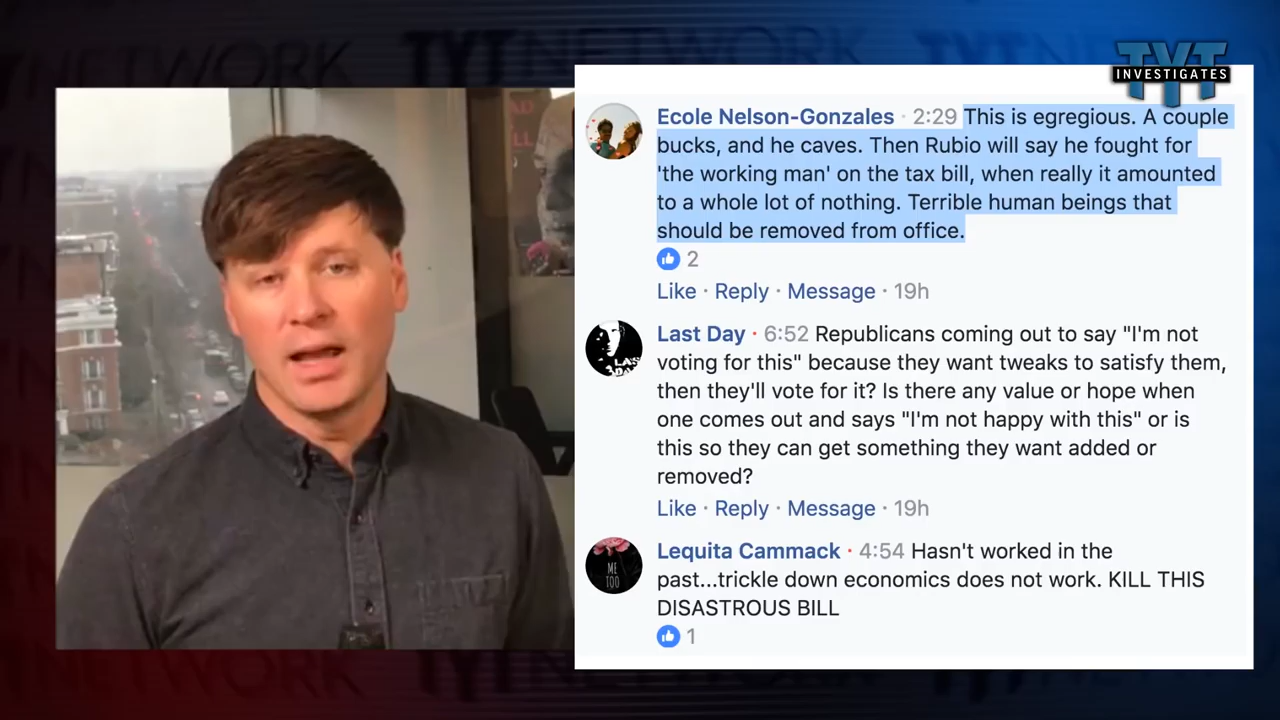 TYT
INVESTIGATES
TYT NETWORK
Ecole Nelson-Gonzales · 2:29 This is egregious. A couple
bucks, and he caves. Then Rubio will say he fought for
'the working man' on the tax bill, when really it amounted
to a whole lot of nothing. Terrible human beings that
should be removed from office.
2
Like · Reply · Message · 19h
Last Day · 6:52 Republicans coming out to say "I'm not
voting for this" because they want tweaks to satisfy them,
then they'll vote for it? Is there any value or hope when
one comes out and says "I'm not happy with this" or is
this so they can get something they want added or
removed?
Like · Reply · Message · 19h
Lequita Cammack · 4:54 Hasn't worked in the
past...trickle down economics does not work. KILL THIS
DISASTROUS BILL
1
ME
TOO